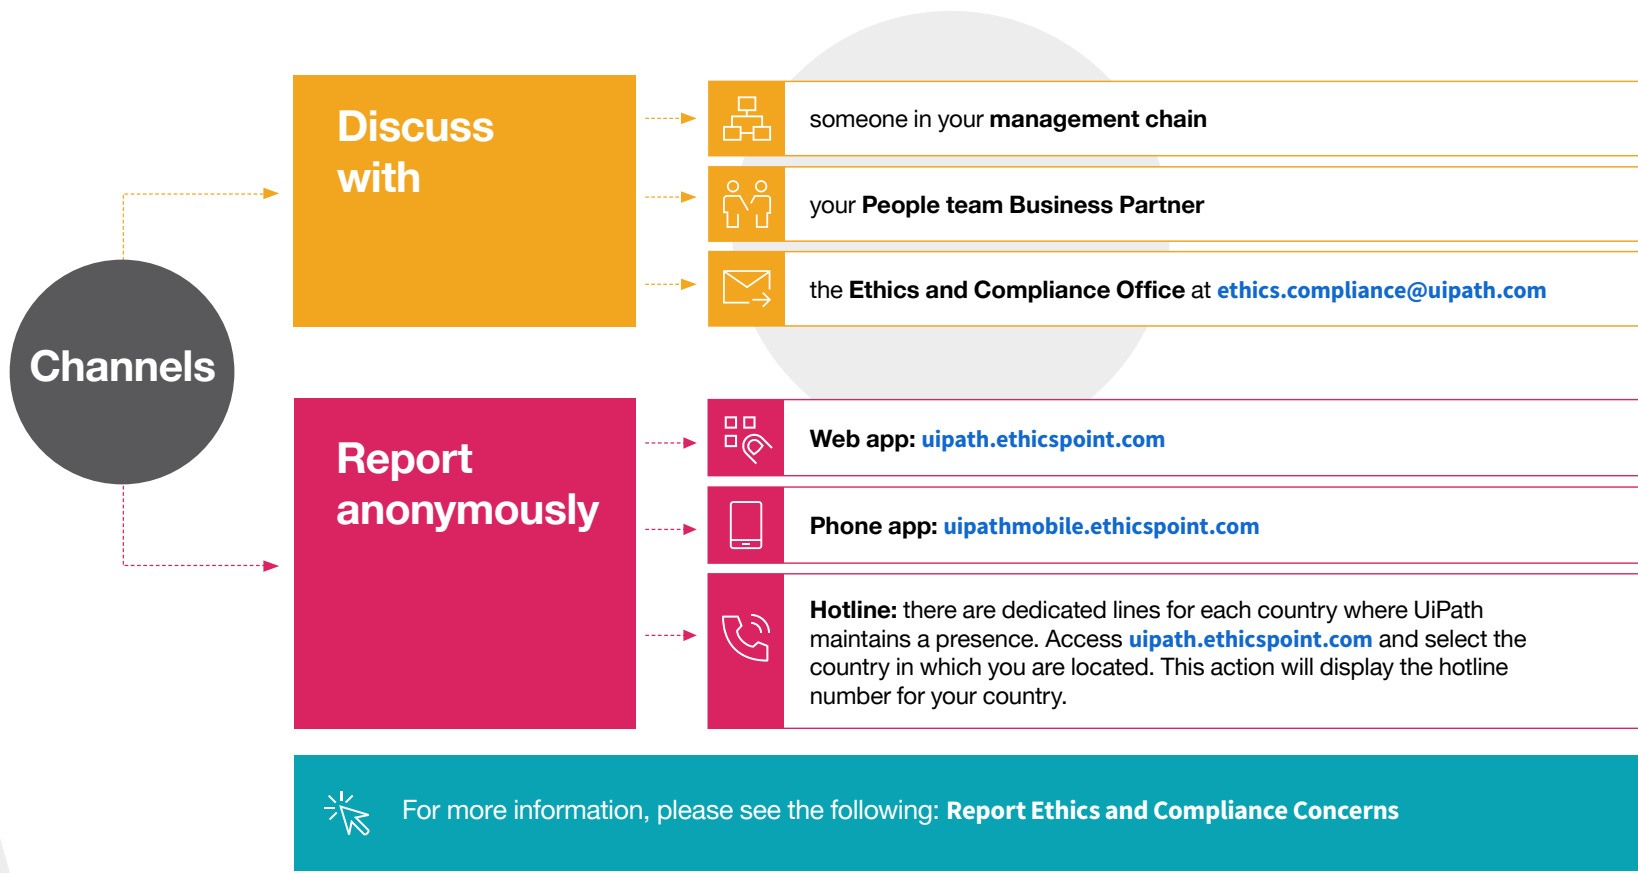 Channels
Discuss
with
someone in your management chain
your People team Business Partner
the Ethics and Compliance Office at ethics.compliance@uipath.com
Report
anonymously
Web app: uipath.ethicspoint.com
Phone app: uipathmobile.ethicspoint.com
Hotline: there are dedicated lines for each country where UiPath
maintains a presence. Access uipath.ethicspoint.com and select the
country in which you are located. This action will display the hotline
number for your country.
For more information, please see the following: Report Ethics and Compliance Concerns